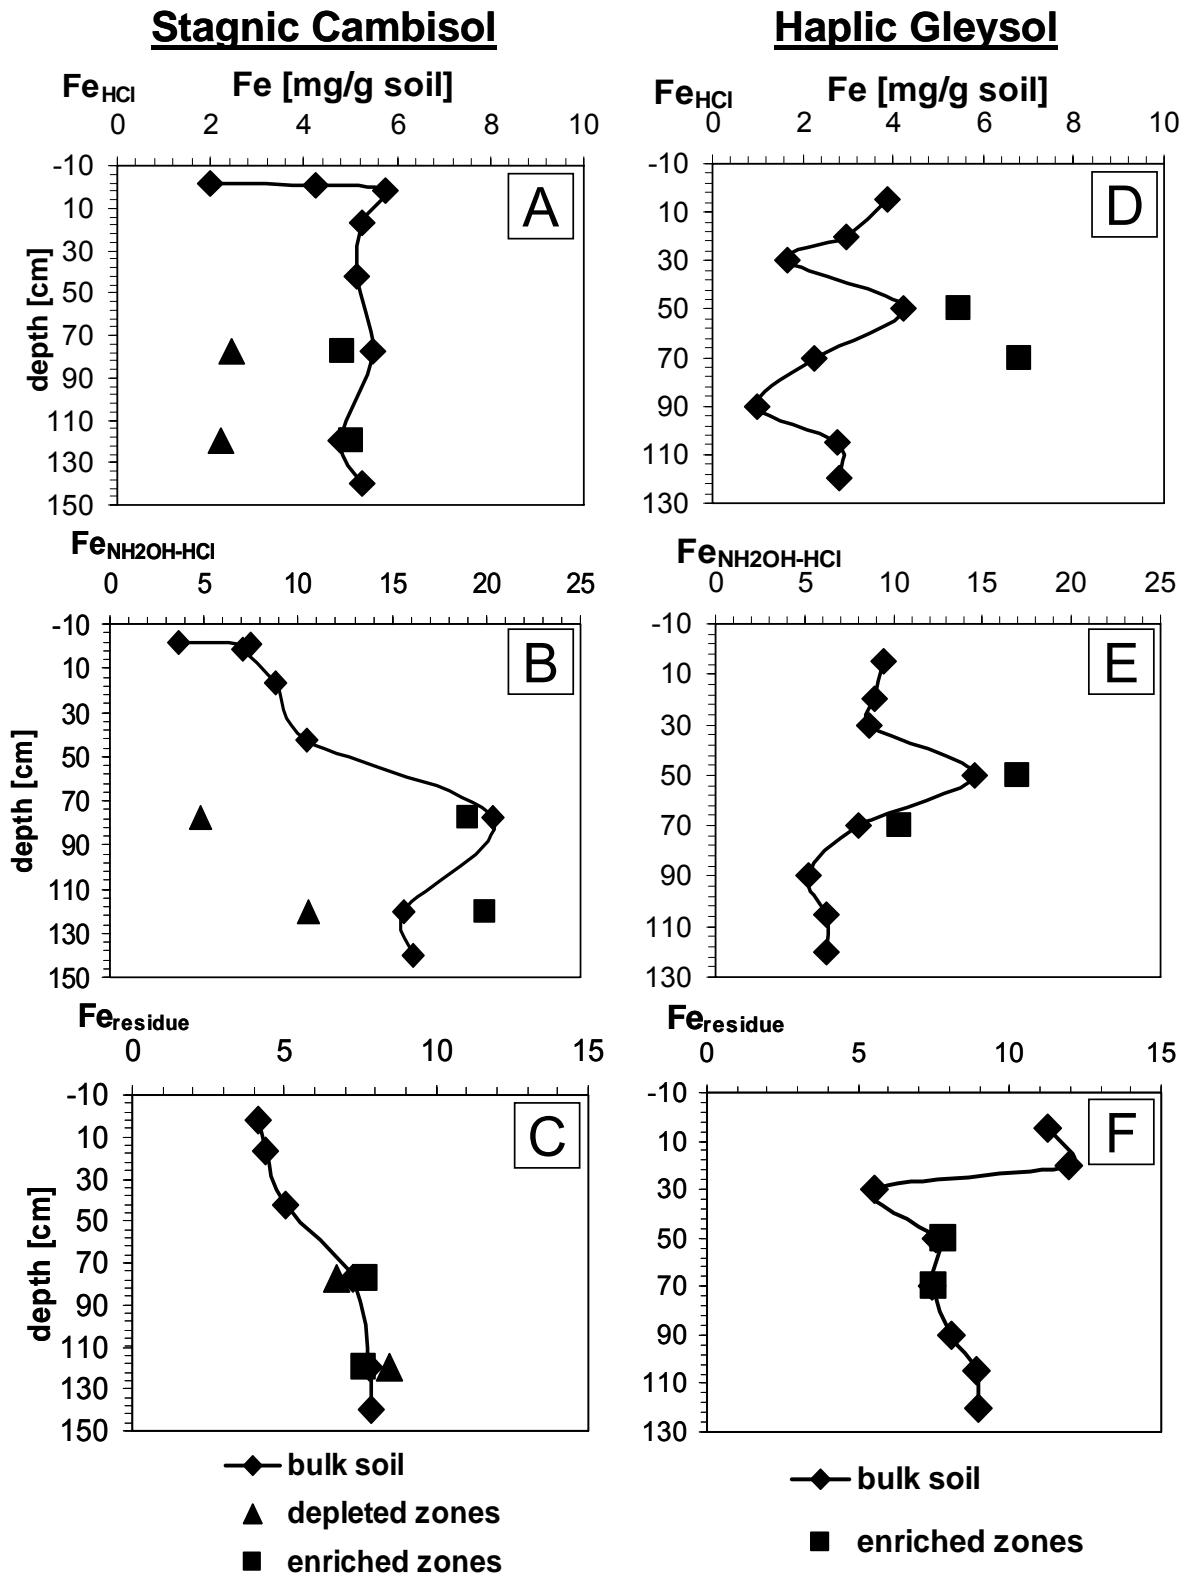 Stagnic Cambisol
Haplic Gleysol
FeHCl Fe [mg/g soil]
0 2 4 6 8 10
-10
10
30
50
70
90
110
130
150
depth [cm]
A
FeHCl Fe [mg/g soil]
0 2 4 6 8 10
-10
10
30
50
70
90
110
130
D
FeNH2OH-HCl
0 5 10 15 20 25
-10
10
30
50
70
90
110
130
150
depth [cm]
B
FeNH2OH-HCl
0 5 10 15 20 25
-10
10
30
50
70
90
110
130
E
Feresidue
0 5 10 15
-10
10
30
50
70
90
110
130
150
depth [cm]
C
Feresidue
0 5 10 15
-10
10
30
50
70
90
110
130
F
bulk soil
depleted zones
enriched zones
bulk soil
enriched zones